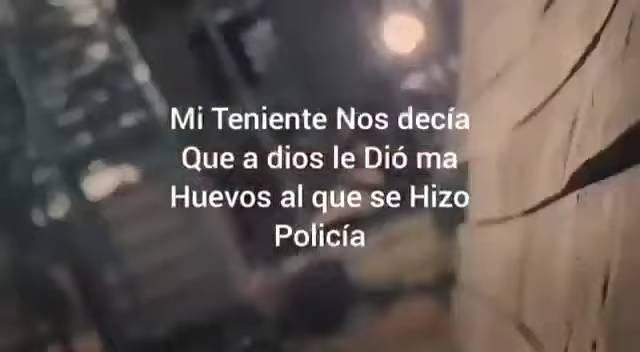 Mi Teniente Nos decía
Que a dios le Dió ma
Huevos al que se Hizo
Policía